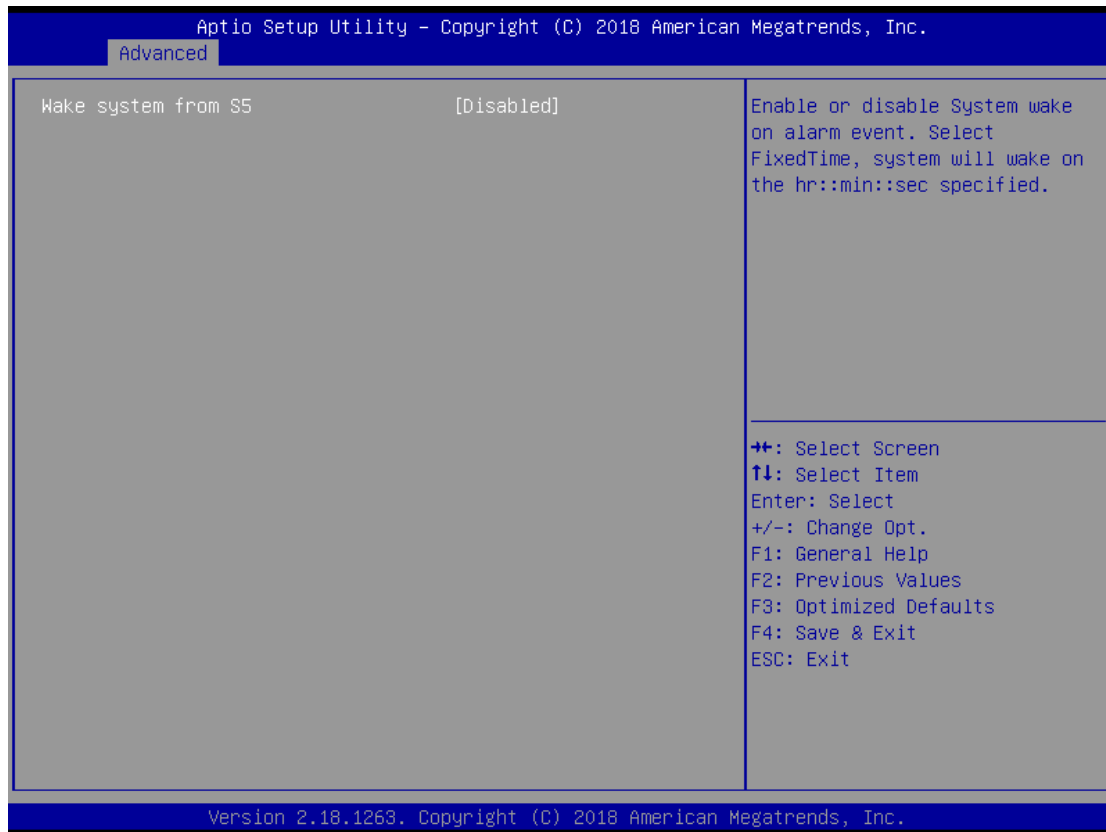 Aptio Setup Utility – Copyright (C) 2018 American Megatrends, Inc.
Advanced
Wake system from S5 [Disabled]
Enable or disable System wake
on alarm event. Select
FixedTime, system will wake on
the hr::min::sec specified.
→←: Select Screen
↑↓: Select Item
Enter: Select
+/-: Change Opt.
F1: General Help
F2: Previous Values
F3: Optimized Defaults
F4: Save & Exit
ESC: Exit
Version 2.18.1263. Copyright (C) 2018 American Megatrends, Inc.